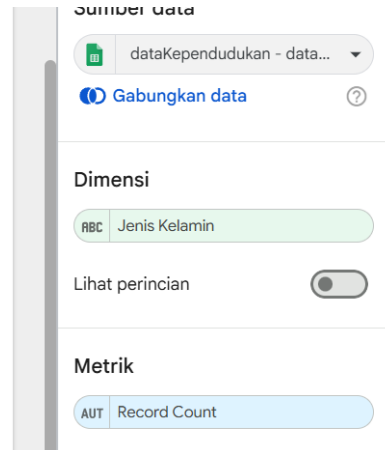 Sumber data
dataKependudukan - data...
Gabungkan data
?
Dimensi
ABC Jenis Kelamin
Lihat perincian
Metrik
AUT Record Count